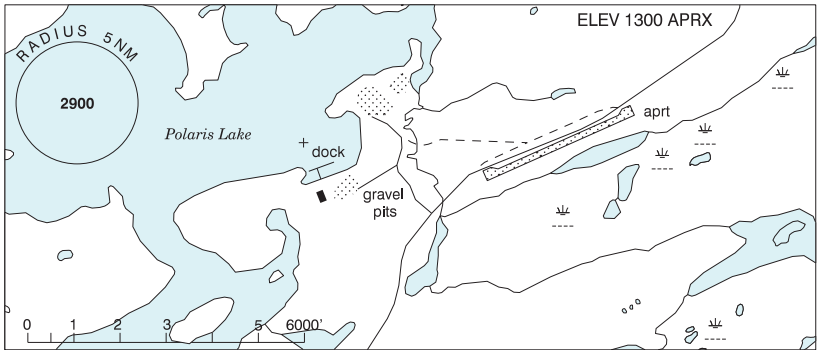 ELEV 1300 APRX
RADIUS 5NM
2900
aprt
Polaris Lake
dock
gravel
pits
0 1 2 3 4 5 6000'